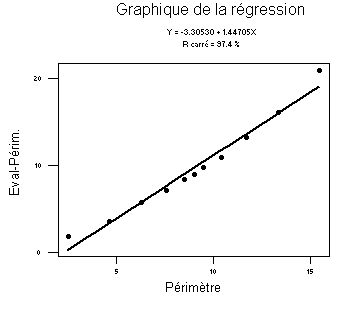 Graphique de la régression
Y = -3.30530 + 1.44705X
R carré = 97.4 %
20
10
0
Eval-Périm.
5
10
15
Périmètre